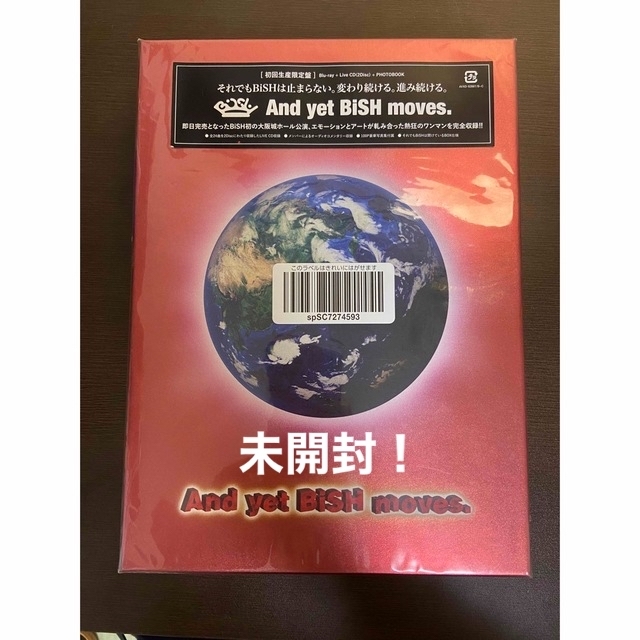 [ 初回生産限定盤 ] Blu-ray + Live CD(2Disc) + PHOTOBOOK
それでもBiSHは止まらない。変わり続ける。進み続ける。
And yet BiSH moves.
即日完売となったBiSH初の大阪城ホール公演、エモーションとアートが軋み合った熱狂のワンマンを完全収録!!
このラベルはきれいにはがせます
spSC7274593
未開封！
And yet BiSH moves.